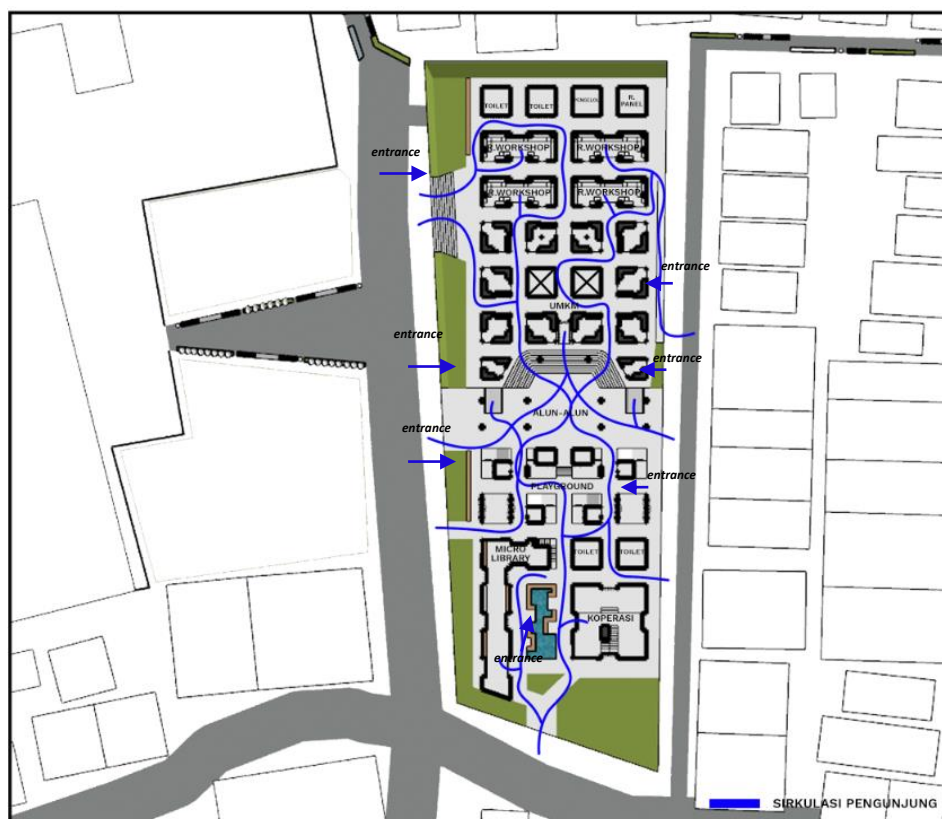 TOILET
TOILET
PENGELOLA
R.
PANEL
R.WORKSHOP
R.WORKSHOP
entrance
R.WORKSHOP
R.WORKSHOP
entrance
UMKM
entrance
entrance
ALUN-ALUN
entrance
entrance
PLAYGROUND
MICRO
LIBRARY
TOILET
TOILET
KOPERASI
entrance
SIRKULASI PENGUNJUNG